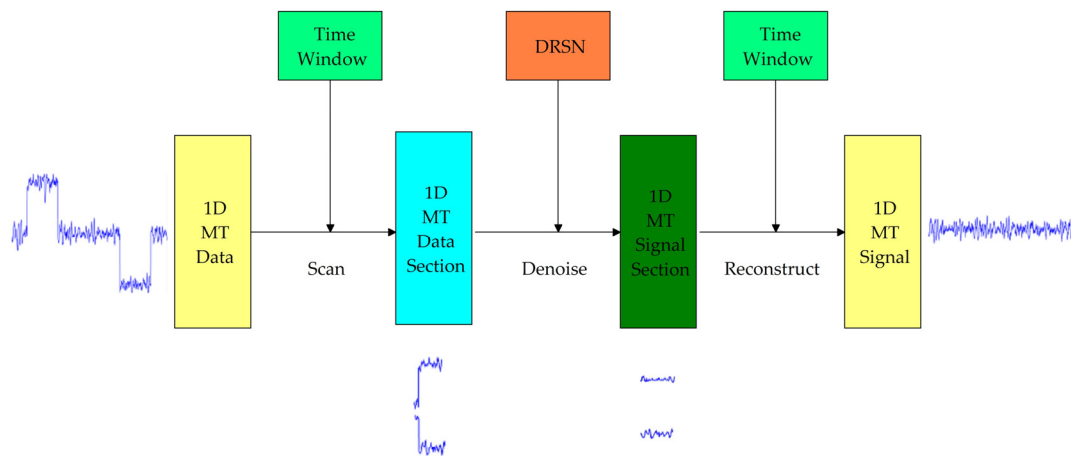 Time
Window
DRSN
Time
Window
1D
MT
Data
Scan
1D
MT
Data
Section
Denoise
1D
MT
Signal
Section
Reconstruct
1D
MT
Signal